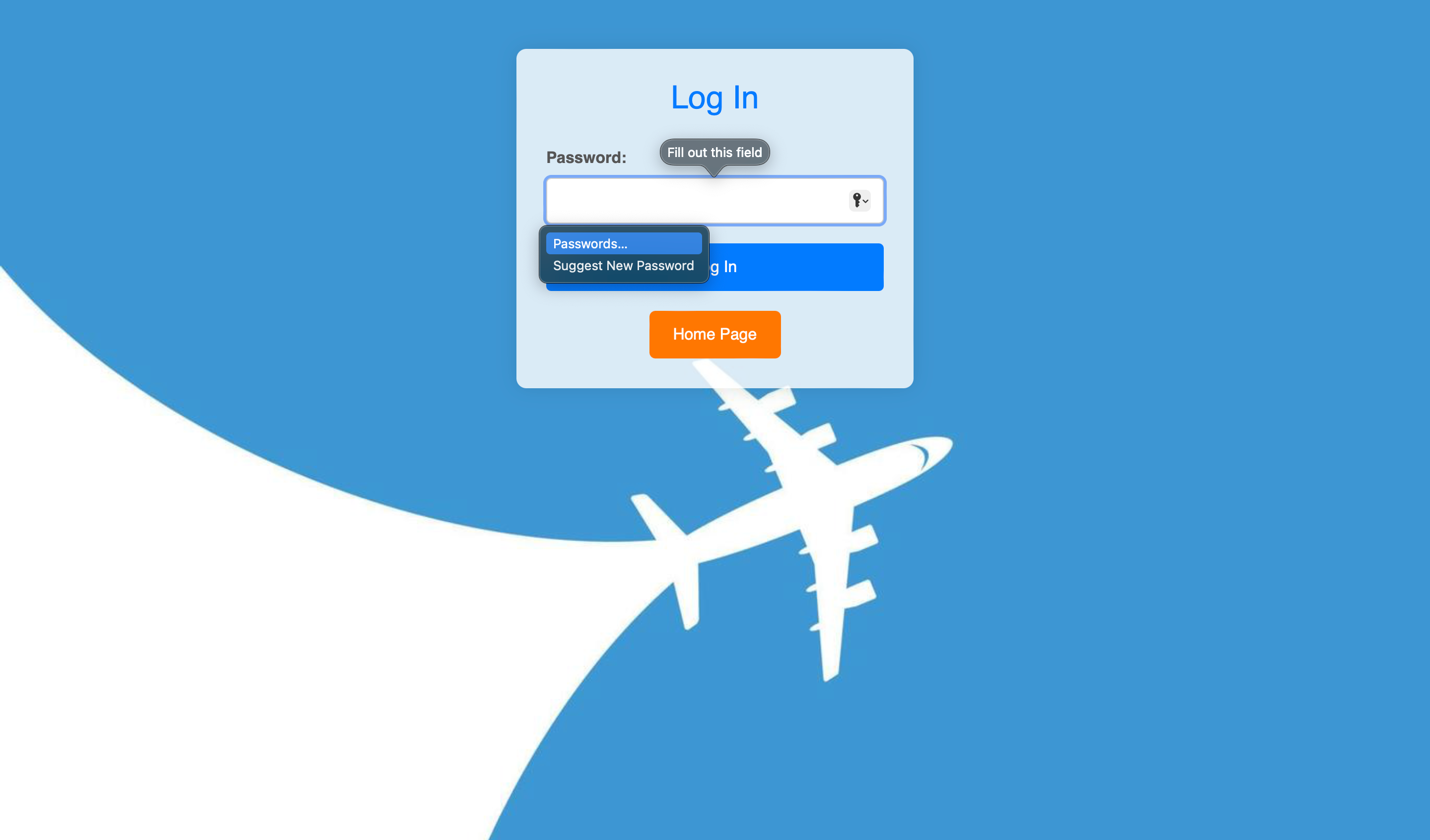 Log In
Password:
Fill out this field
Passwords...
Suggest New Password
g In
Home Page